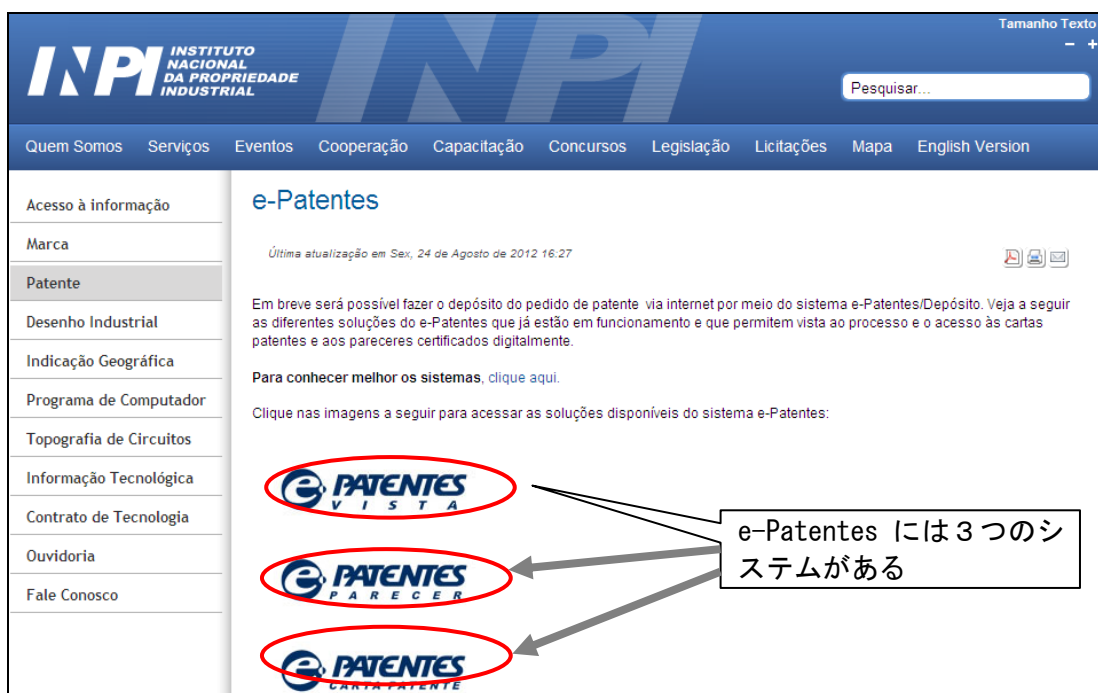 Tamanho Texto
- +
INPI INSTITUTO
NACIONAL
DA PROPRIEDADE
INDUSTRIAL
INPI
Pesquisar...
Quem Somos Serviços Eventos Cooperação Capacitação Concursos Legislação Licitações Mapa English Version
Acesso à informação
Marca
Patente
Desenho Industrial
Indicação Geográfica
Programa de Computador
Topografia de Circuitos
Informação Tecnológica
Contrato de Tecnologia
Ouvidoria
Fale Conosco
e-Patentes
Última atualização em Sex, 24 de Agosto de 2012 16:27
Em breve será possível fazer o depósito do pedido de patente via internet por meio do sistema e-Patentes/Depósito. Veja a seguir
as diferentes soluções do e-Patentes que já estão em funcionamento e que permitem vista ao processo e o acesso às cartas
patentes e aos pareceres certificados digitalmente.
Para conhecer melhor os sistemas, clique aqui.
Clique nas imagens a seguir para acessar as soluções disponíveis do sistema e-Patentes:
e PATENTES
VISTA
e PATENTES
PARECER
e PATENTES
CARTA PATENTE
e-Patentes には３つのシ
ステムがある